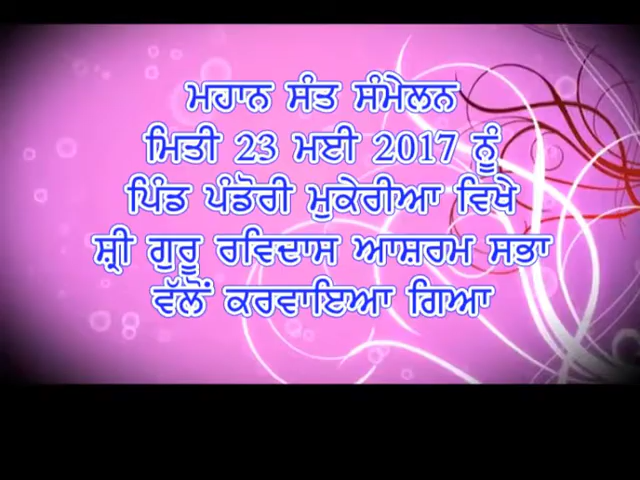 ਮਹਾਨ ਸੰਤ ਸੰਮੇਲਨ
ਮਿਤੀ 23 ਮਈ 2017 ਨੂੰ
ਪਿੰਡ ਪੰਡੋਰੀ ਮੁਕੇਰੀਆ ਵਿਖੇ
ਸ਼੍ਰੀ ਗੁਰੂ ਰਵਿਦਾਸ ਆਸ਼ਰਮ ਸਭਾ
ਵੱਲੋਂ ਕਰਵਾਇਆ ਗਿਆ